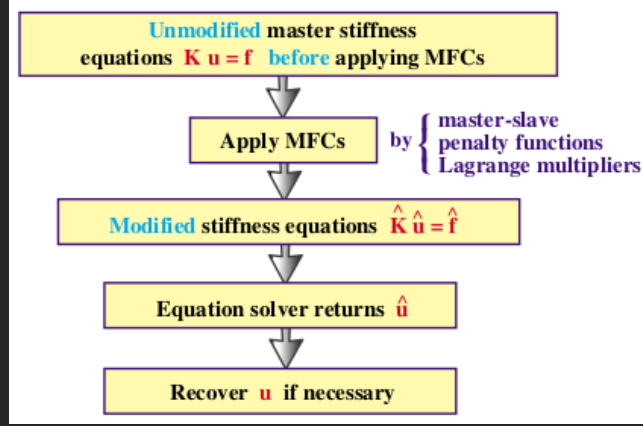 Unmodified master stiffness
equations K u = f before applying MFCs
Apply MFCs
by { master-slave
penalty functions
Lagrange multipliers
Modified stiffness equations K̂ û = f̂
Equation solver returns û
Recover u if necessary